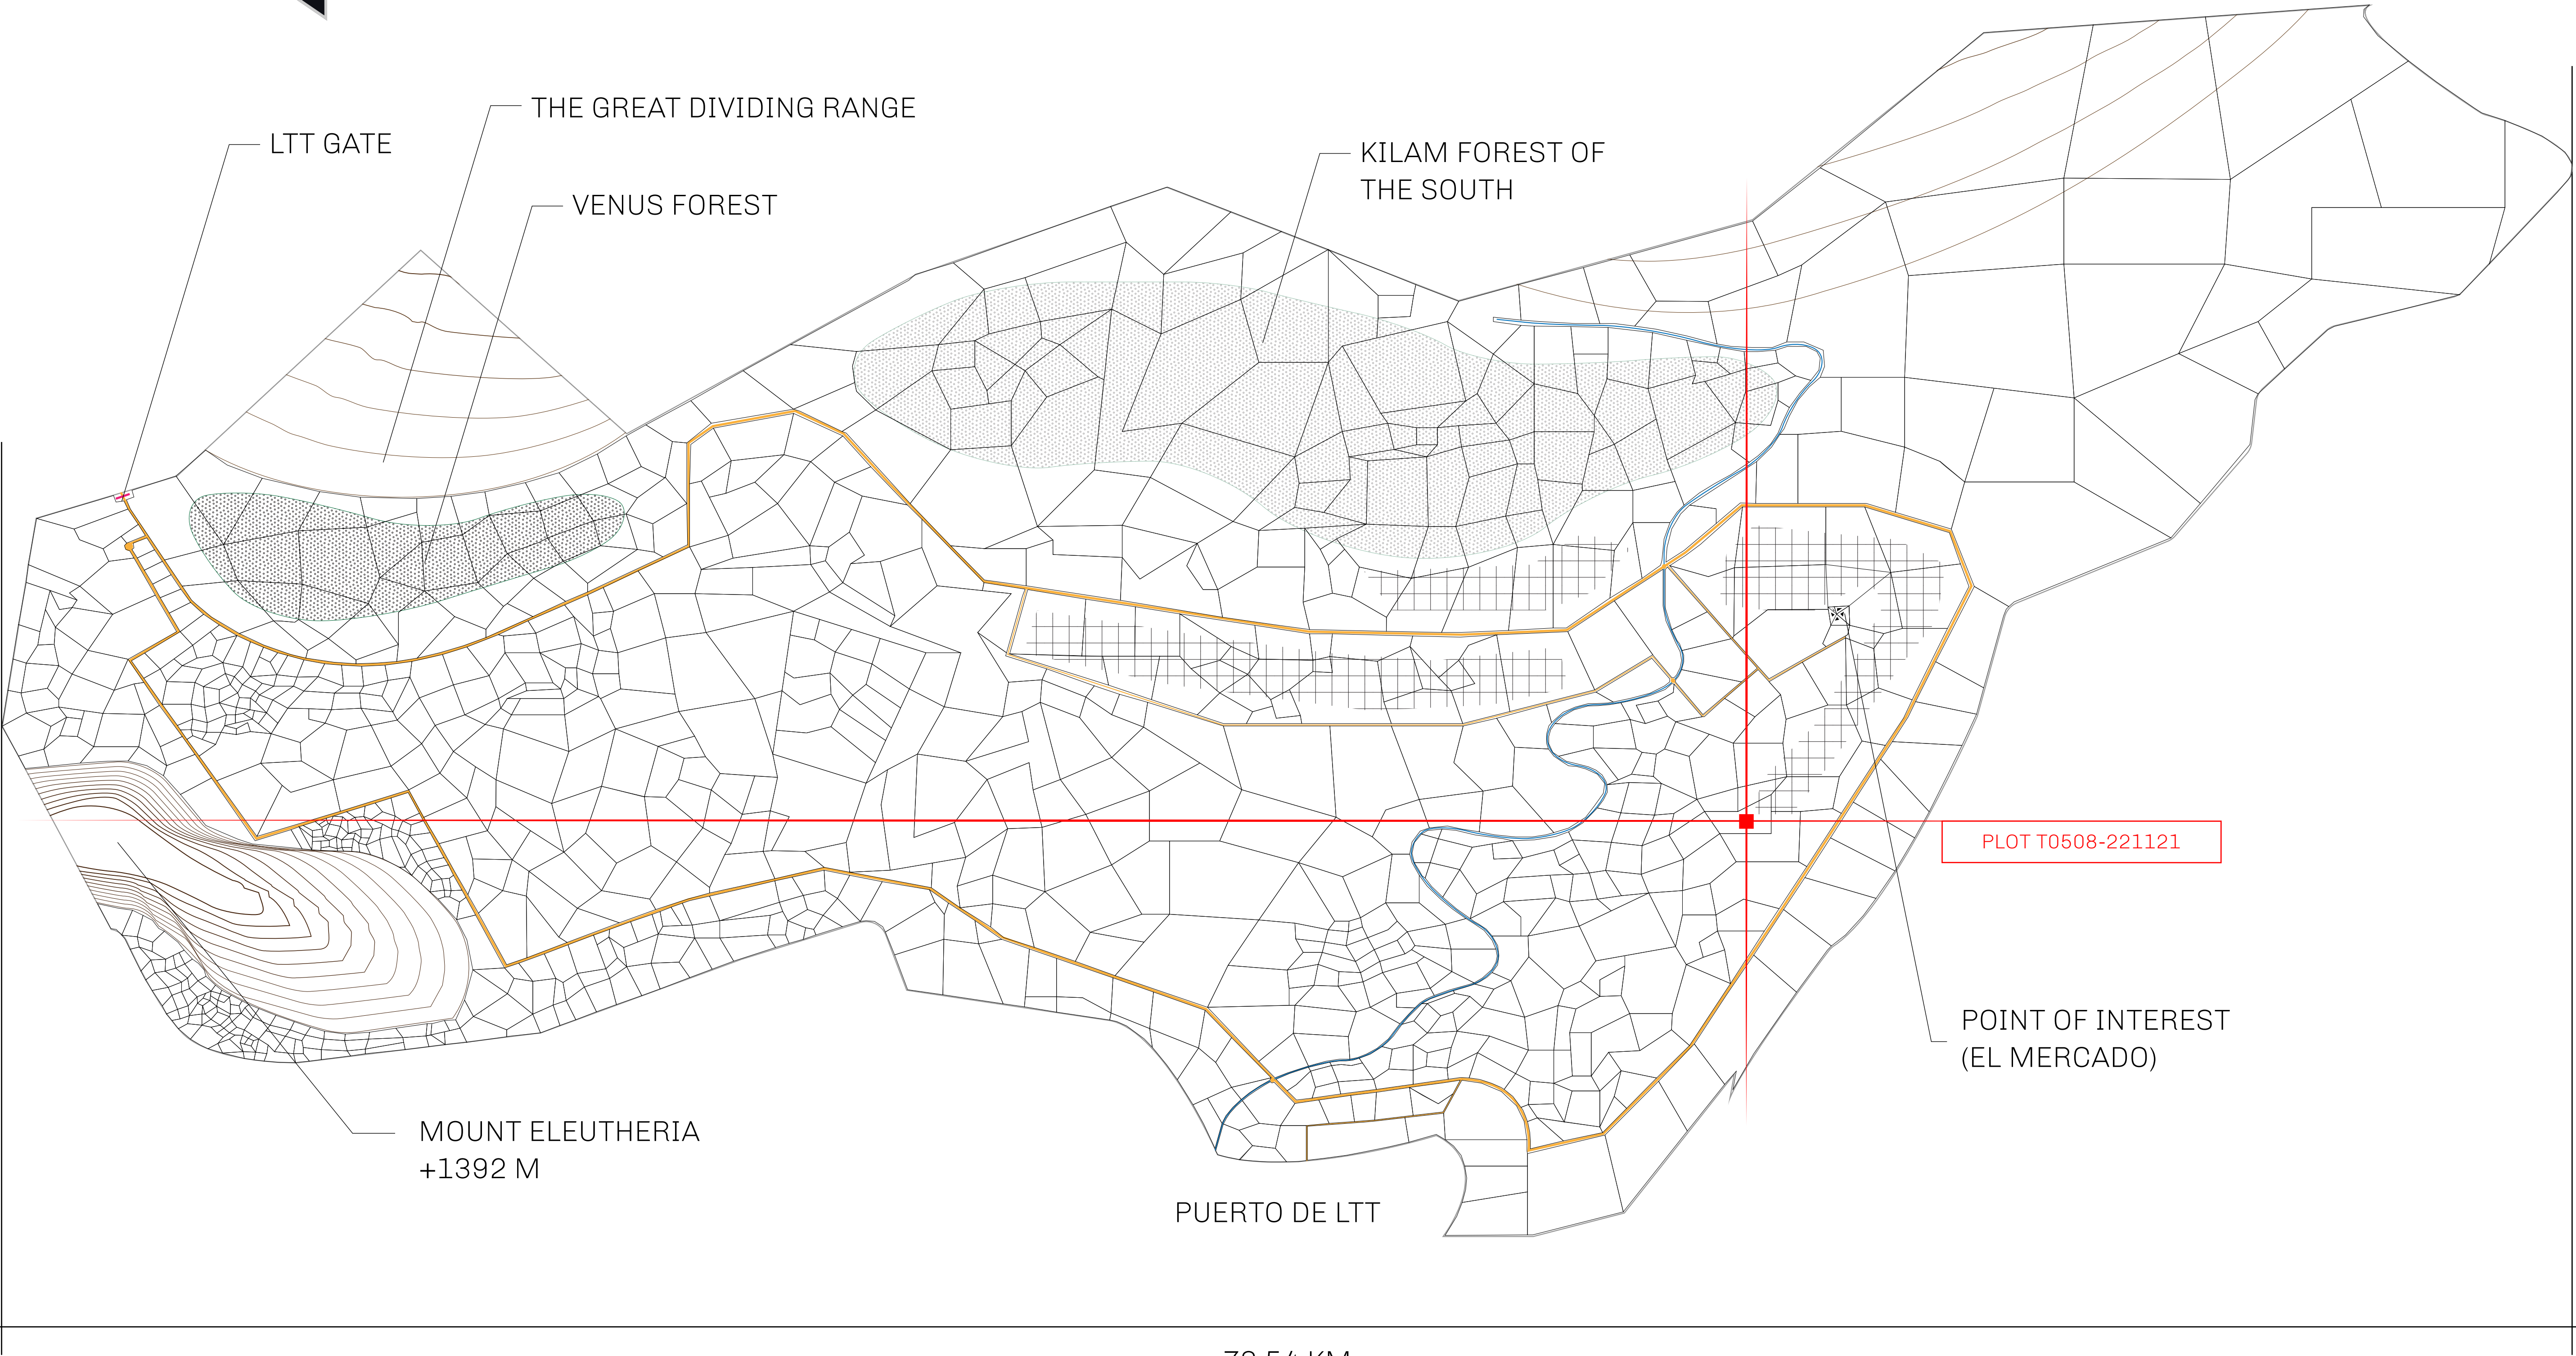 THE GREAT DIVIDING RANGE
LTT GATE
KILAM FOREST OF
THE SOUTH
VENUS FOREST
PLOT T0508-221121
POINT OF INTEREST
(EL MERCADO)
MOUNT ELEUTHERIA
+1392 M
PUERTO DE LTT
KM